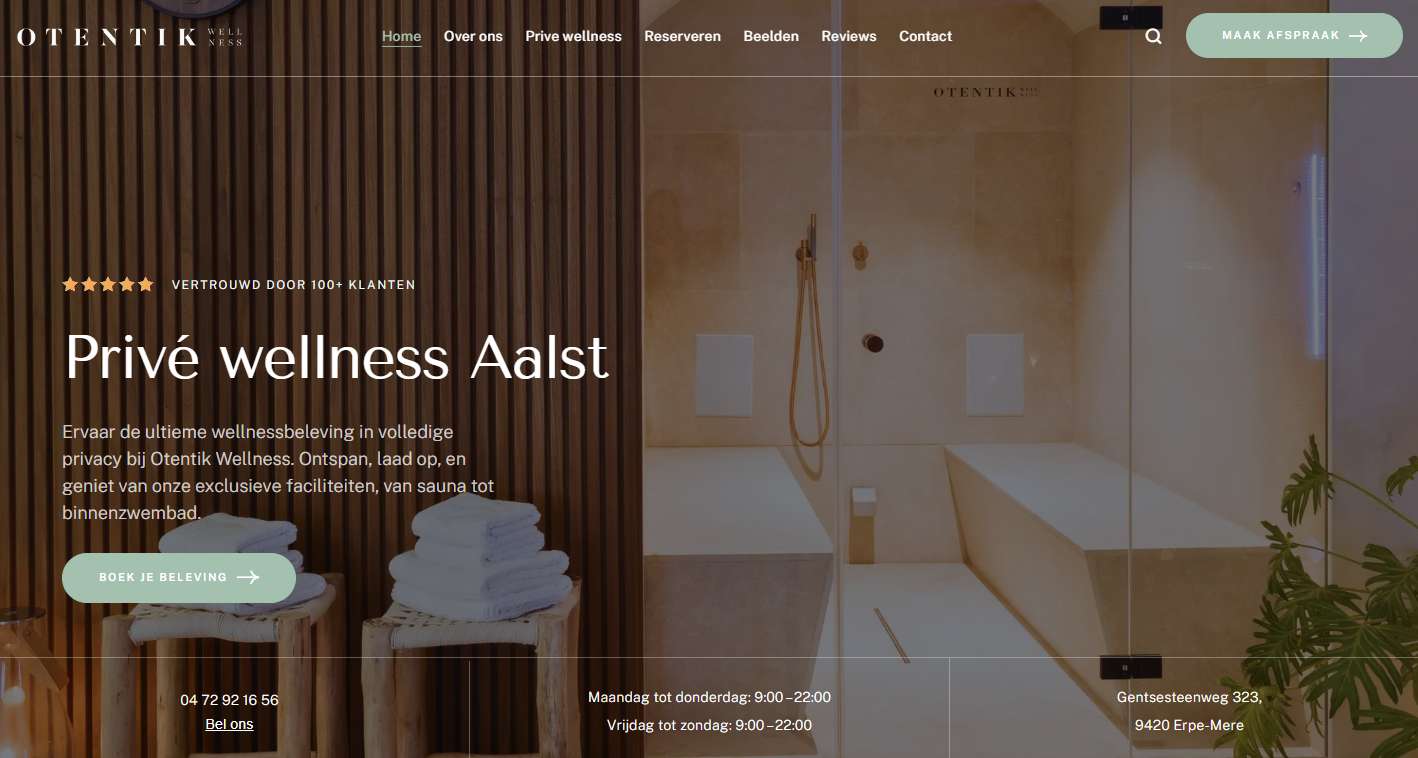 OTENTIK WELL NESS
Home Over ons Prive wellness Reserveren Beelden Reviews Contact MAAK AFSPRAAK
OTENTIK
VERTROUWD DOOR 100+ KLANTEN
Privé wellness Aalst
Ervaar de ultieme wellnessbeleving in volledige
privacy bij Otentik Wellness. Ontspan, laad op, en
geniet van onze exclusieve faciliteiten, van sauna tot
binnenzwembad.
BOEK JE BELEVING
04 72 92 16 56
Bel ons
Maandag tot donderdag: 9:00 – 22:00
Vrijdag tot zondag: 9:00 – 22:00
Gentsesteenweg 323,
9420 Erpe-Mere